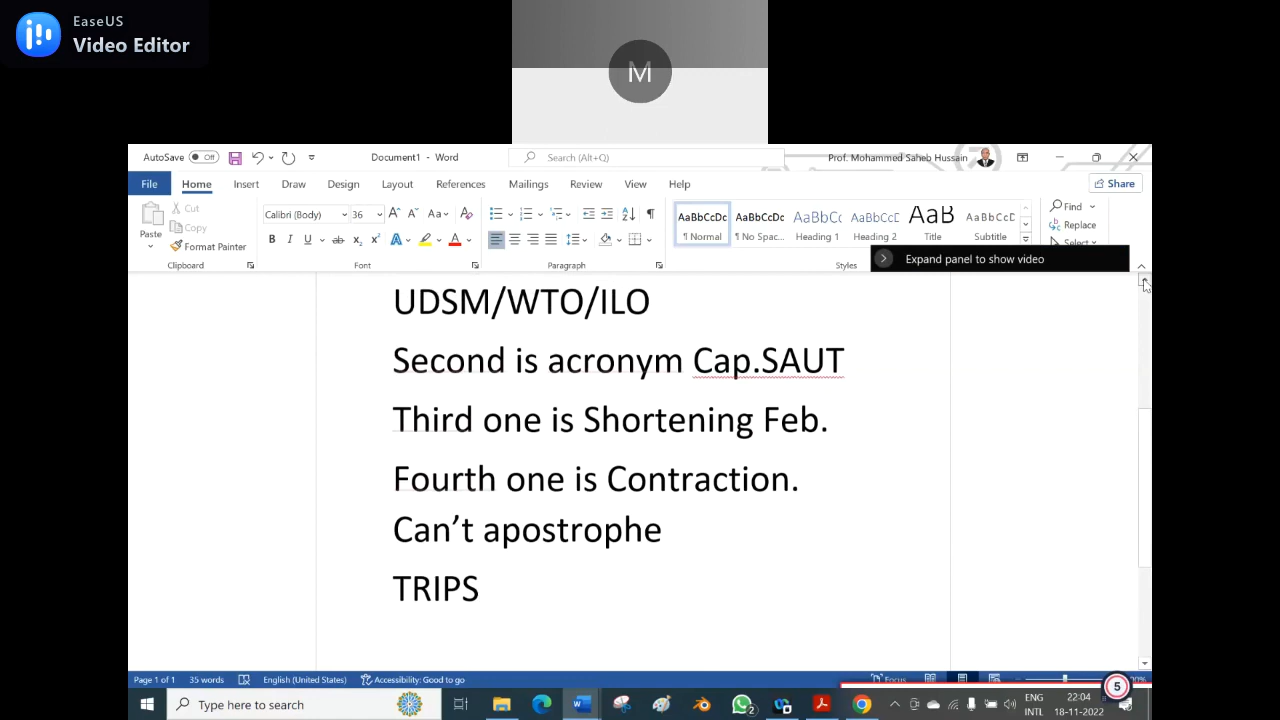 EaseUS
Video Editor
M
AutoSave Off Document1 - Word Search (Alt+Q) Prof. Mohammed Saheb Hussain
File Home Insert Draw Design Layout References Mailings Review View Help Share
Paste Cut Copy Format Painter
Calibri (Body) 36
AaBbCcDc AaBbCcDc AaBbCc AaBbCcD AaB AaBbCcD
¶ Normal ¶ No Spac... Heading 1 Heading 2 Title Subtitle
Find
Replace
Select
Clipboard Font Paragraph Styles
Expand panel to show video
UDSM/WTO/ILO
Second is acronym Cap.SAUT
Third one is Shortening Feb.
Fourth one is Contraction.
Can’t apostrophe
TRIPS
Page 1 of 1 35 words English (United States) Accessibility: Good to go Focus
Type here to search
2
ENG
INTL
22:04
18-11-2022
5